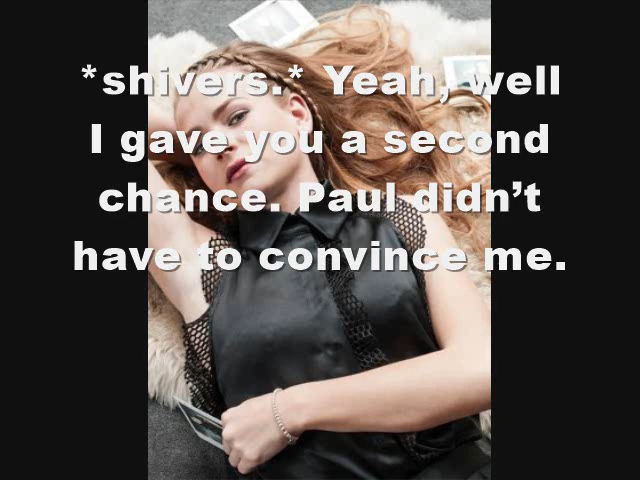 *shivers.* Yeah, well
I gave you a second
chance. Paul didn’t
have to convince me.